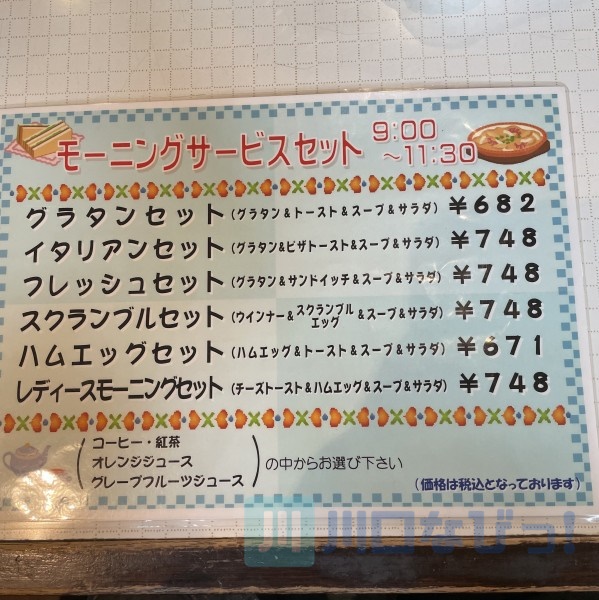 モーニングサービスセット 9:00～11:30
グラタンセット(グラタン&トースト&スープ&サラダ) ¥682
イタリアンセット(グラタン&ピザトースト&スープ&サラダ) ¥748
フレッシュセット(グラタン&サンドイッチ&スープ&サラダ) ¥748
スクランブルセット(ウインナー&スクランブルエッグ&スープ&サラダ) ¥748
ハムエッグセット(ハムエッグ&トースト&スープ&サラダ) ¥671
レディースモーニングセット(チーズトースト&ハムエッグ&スープ&サラダ) ¥748
コーヒー・紅茶
オレンジジュース
グレープフルーツジュース
の中からお選び下さい
(価格は税込となっております)
川口なびっ!